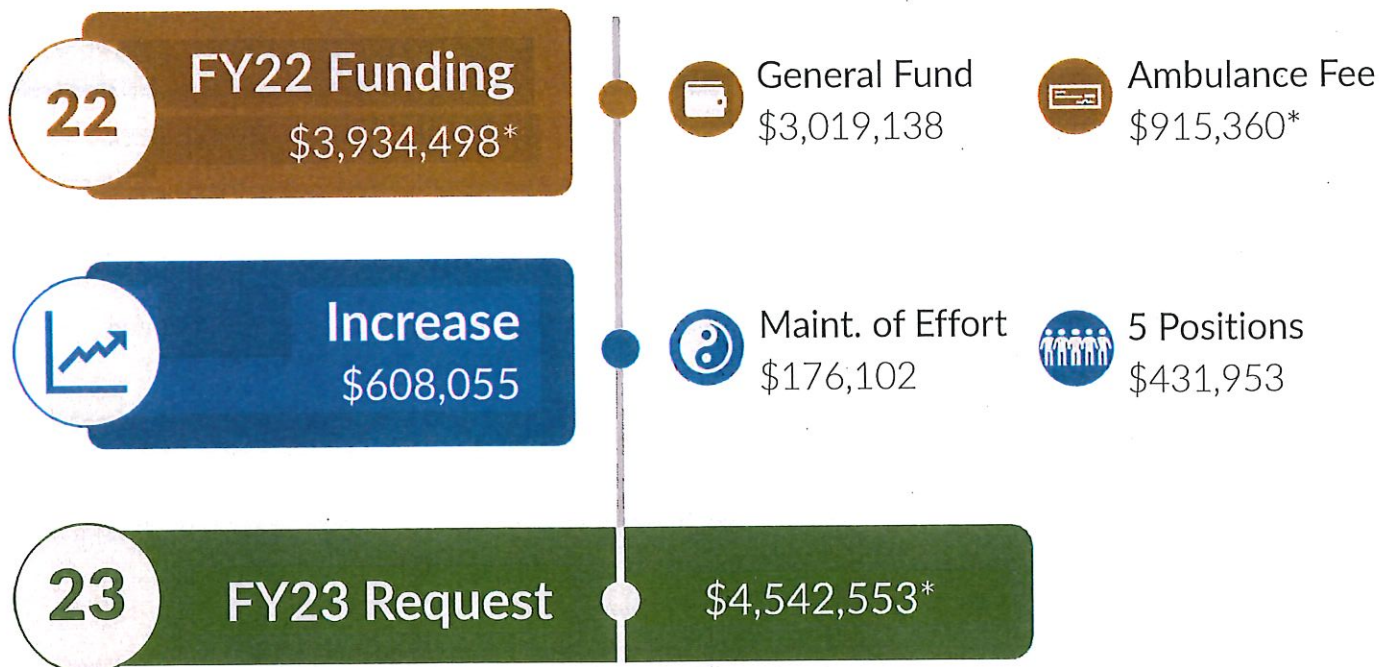 22
FY22 Funding
$3,934,498*
General Fund
$3,019,138
Ambulance Fee
$915,360*
Increase
$608,055
Maint. of Effort
$176,102
5 Positions
$431,953
23
FY23 Request
$4,542,553*